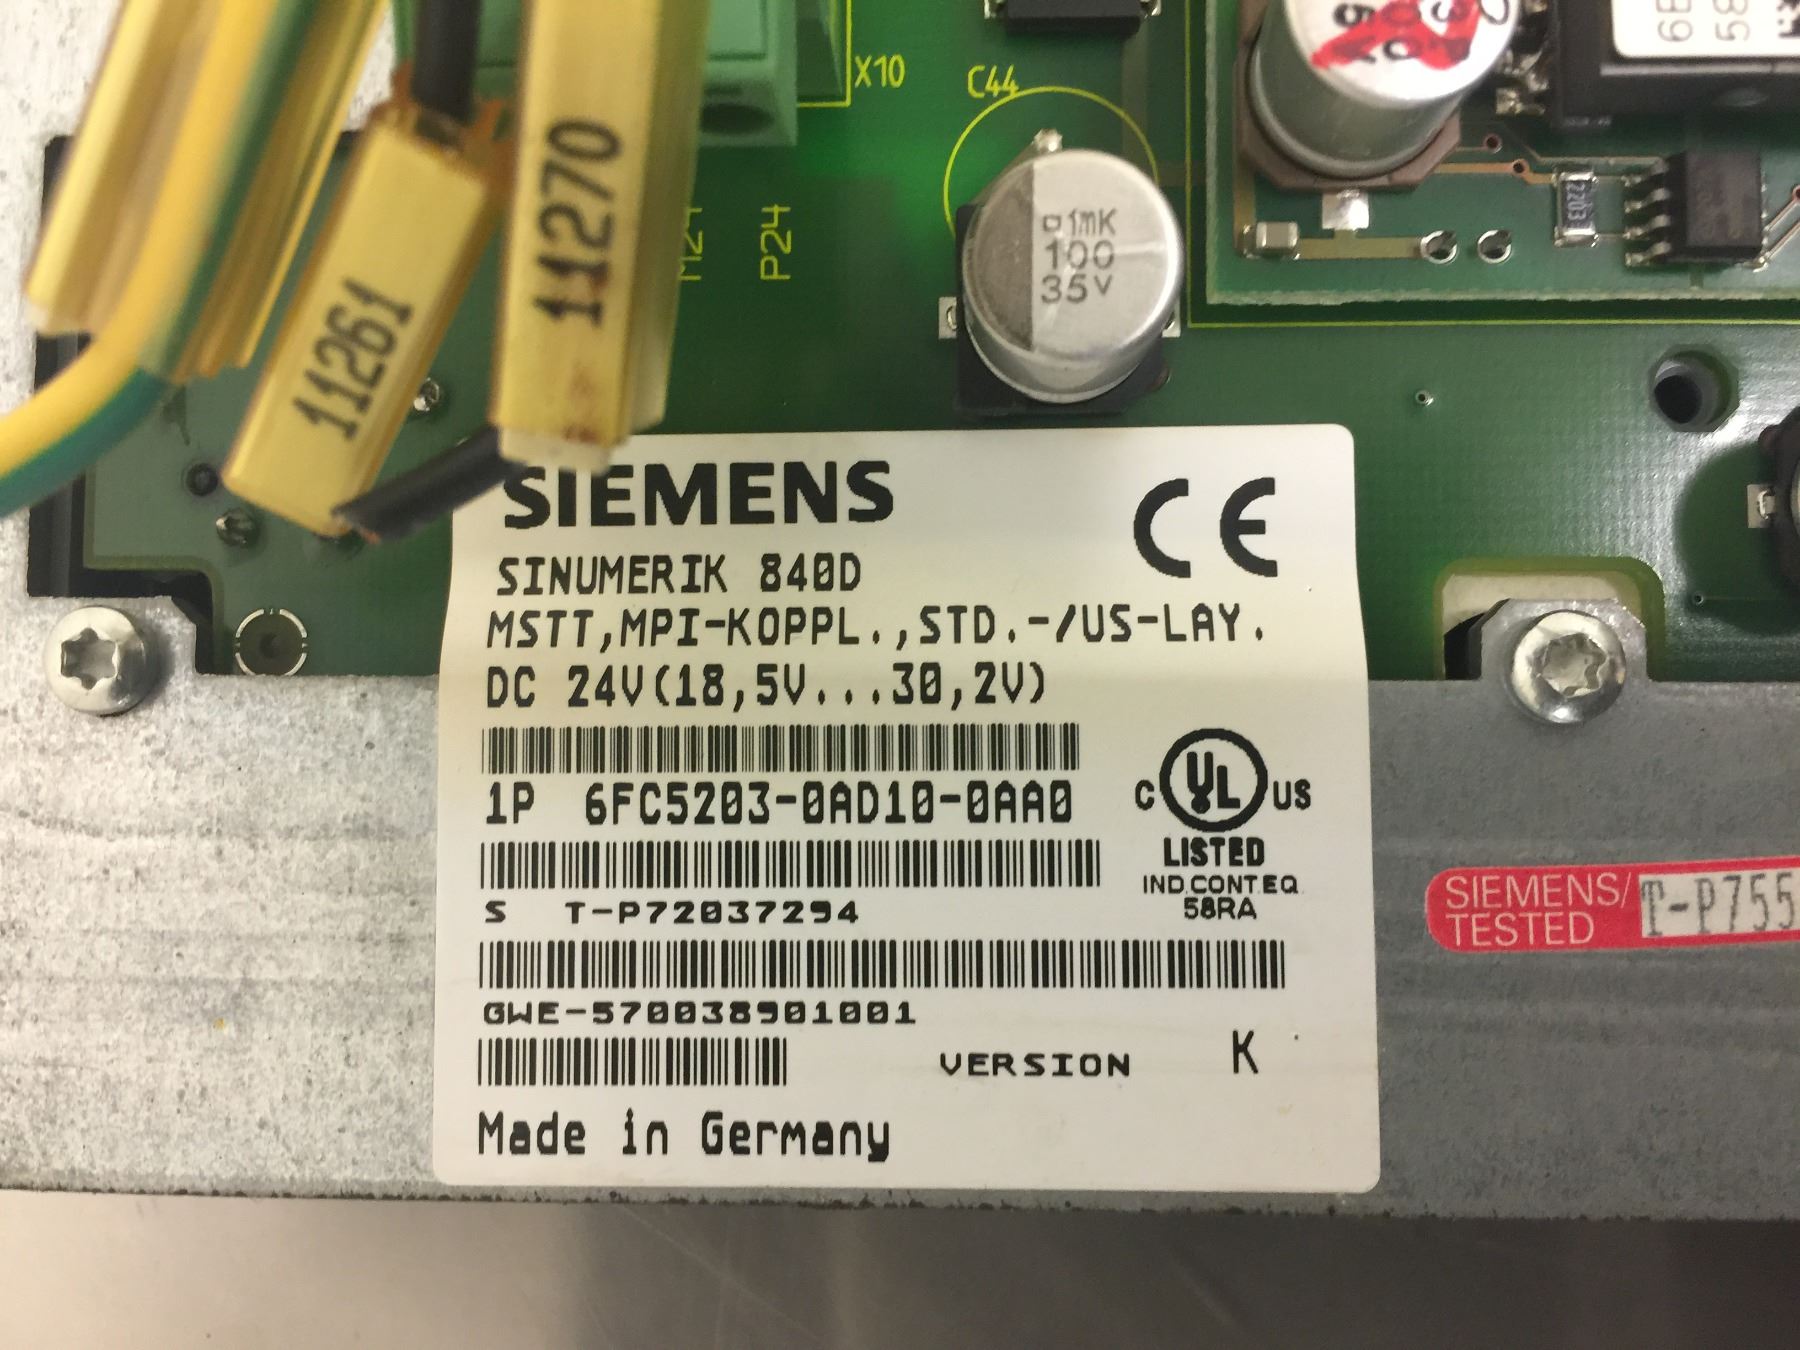 X10
C44
11270
11261
M24
P24
1mK
100
35V
2203
SIEMENS
CE
SINUMERIK 840D
MSTT,MPI-KOPPL.,STD.-/US-LAY.
DC 24V(18,5V...30,2V)
1P 6FC5203-0AD10-0AA0
C UL US
LISTED
IND.CONT.EQ.
58RA
S T-P72037294
GWE-570038901001
VERSION K
Made in Germany
SIEMENS/
TESTED
T-P755